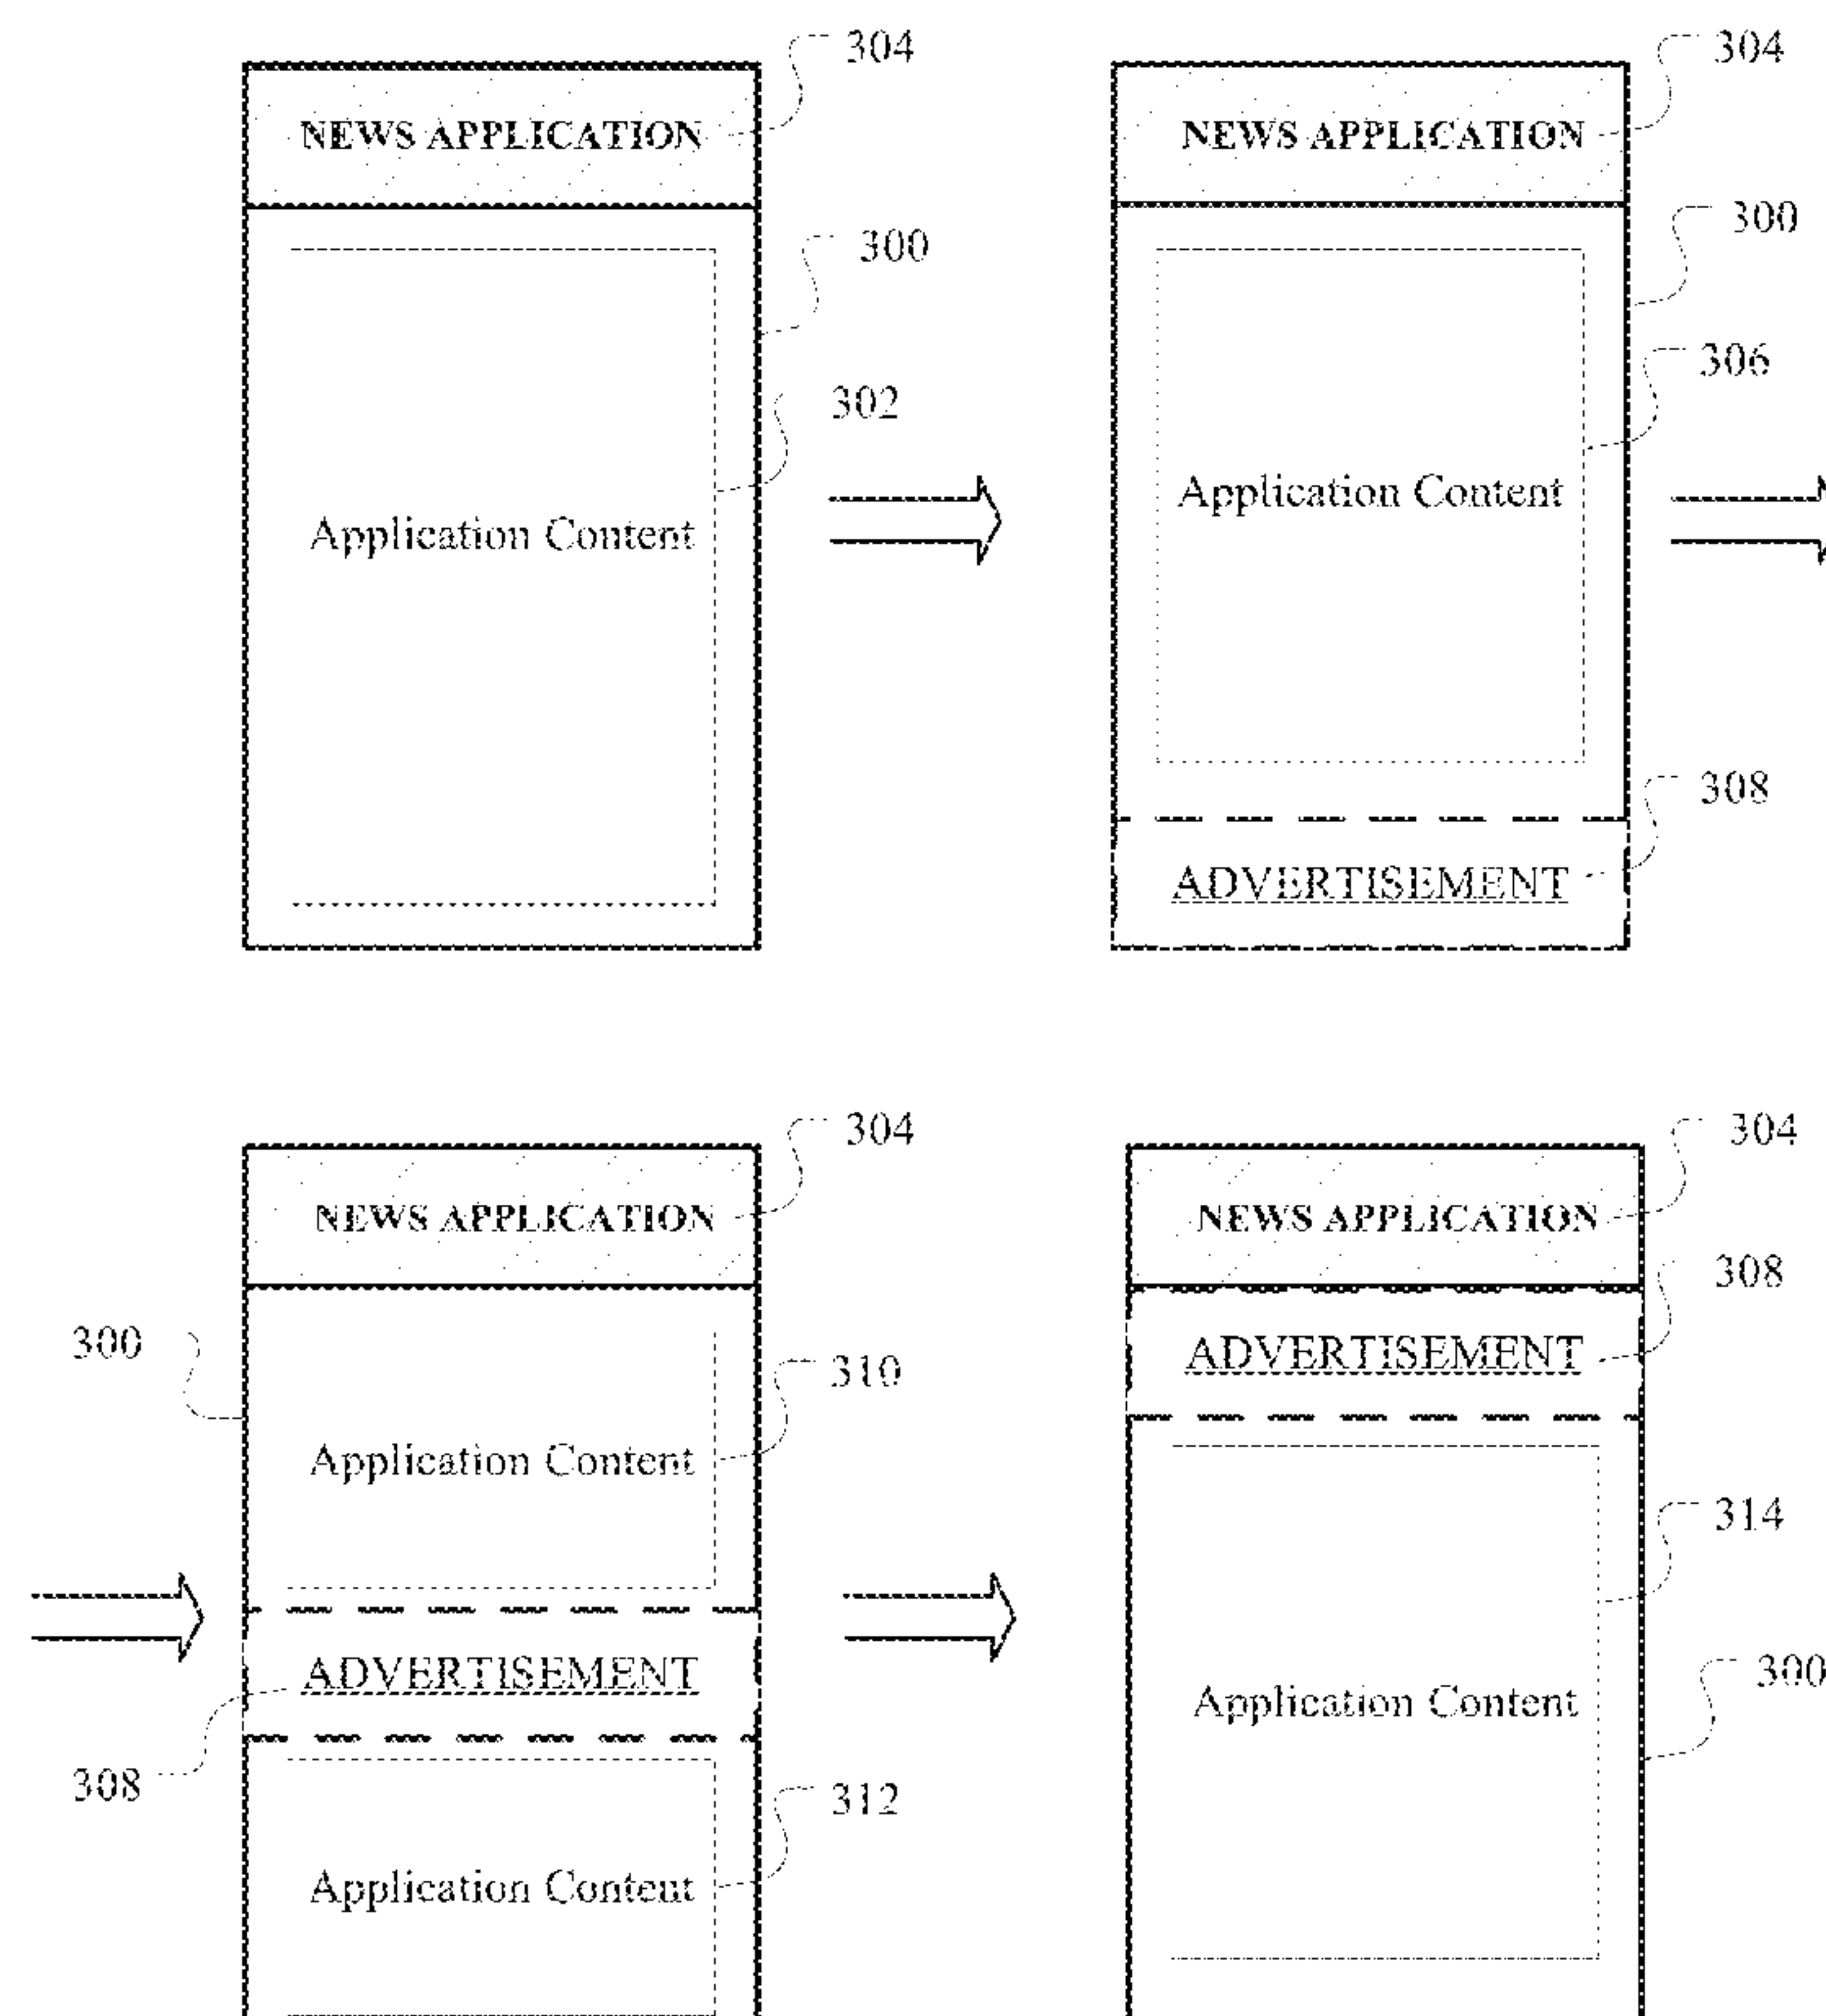 304
NEWS APPLICATION
300
302
Application Content
304
NEWS APPLICATION
300
306
Application Content
308
ADVERTISEMENT
304
NEWS APPLICATION
300
310
Application Content
ADVERTISEMENT
308
312
Application Content
304
NEWS APPLICATION
308
ADVERTISEMENT
314
300
Application Content